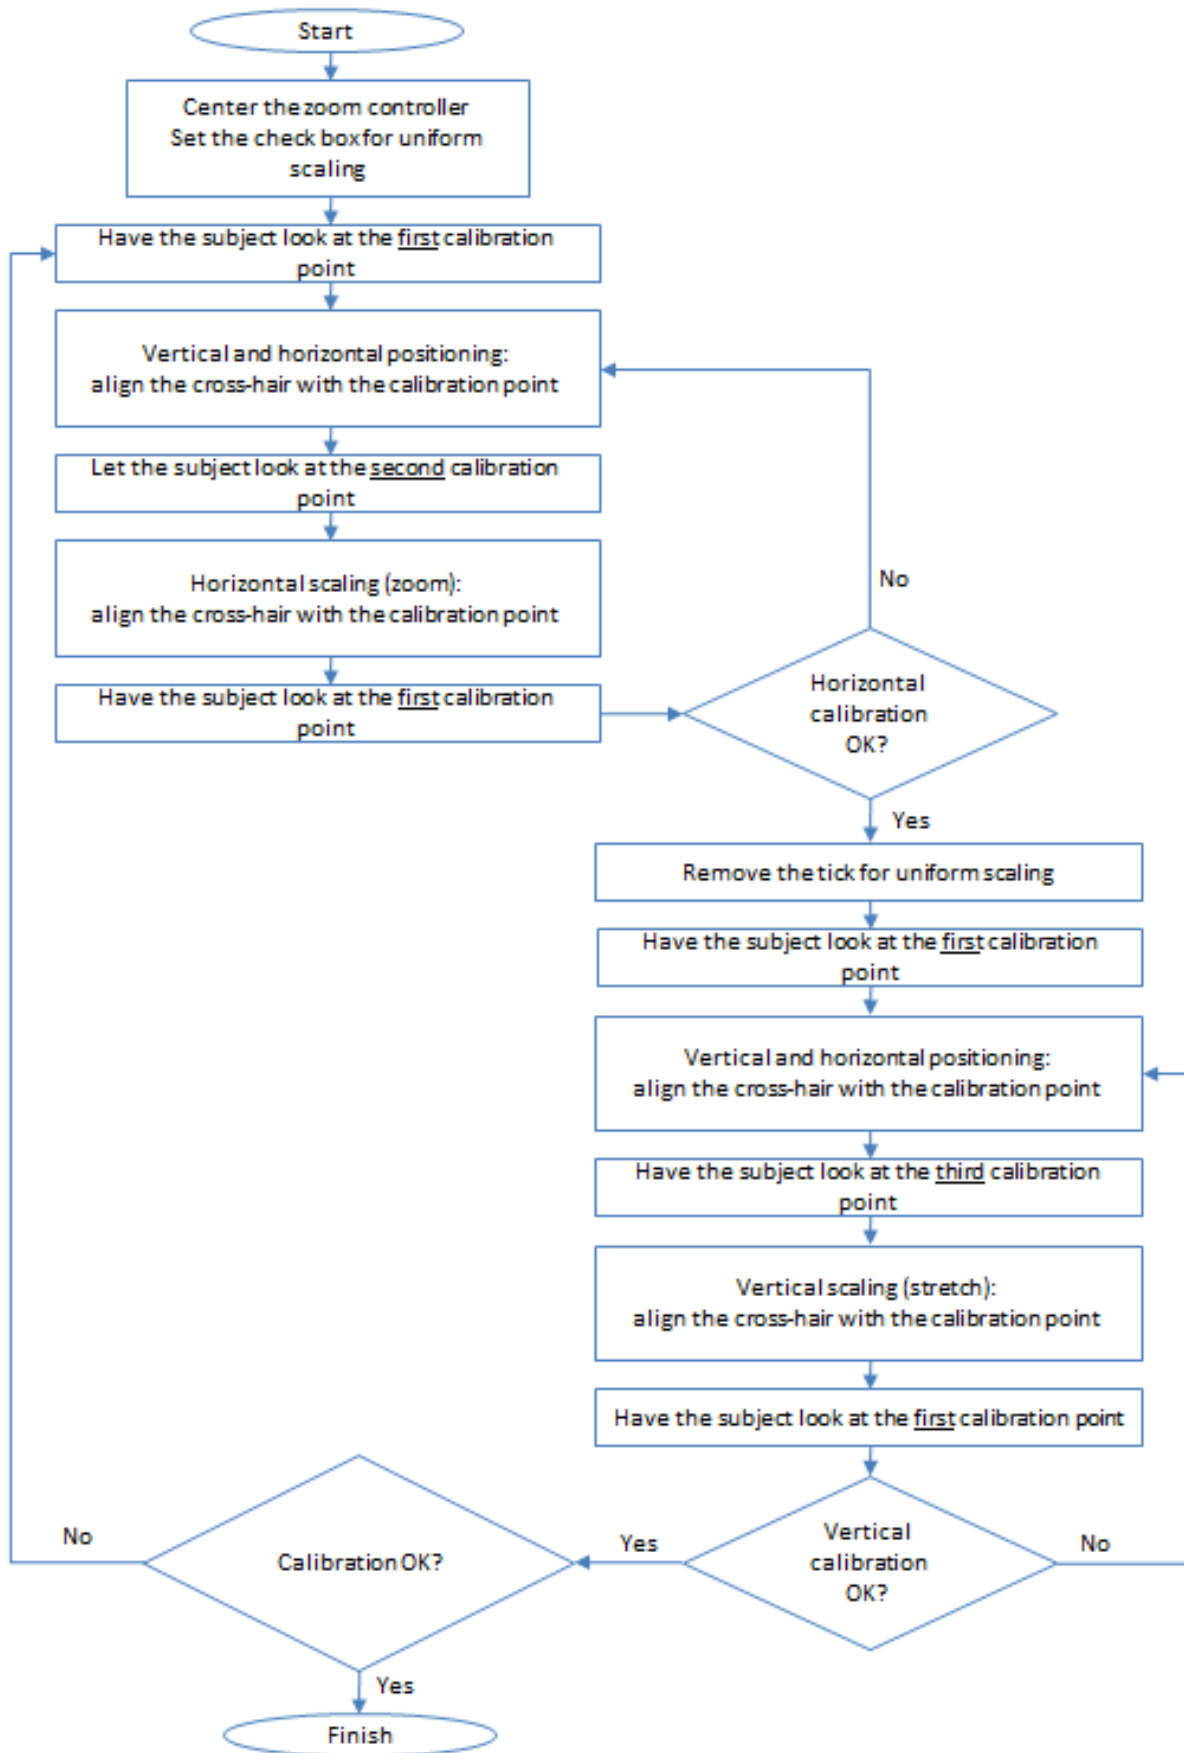 Start
Center the zoom controller
Set the check box for uniform
scaling
Have the subject look at the first calibration
point
Vertical and horizontal positioning:
align the cross-hair with the calibration point
Let the subject look at the second calibration
point
Horizontal scaling (zoom):
align the cross-hair with the calibration point
Have the subject look at the first calibration
point
No
Horizontal
calibration
OK?
Yes
Remove the tick for uniform scaling
Have the subject look at the first calibration
point
Vertical and horizontal positioning:
align the cross-hair with the calibration point
Have the subject look at the third calibration
point
Vertical scaling (stretch):
align the cross-hair with the calibration point
Have the subject look at the first calibration point
Vertical
calibration
OK?
No
Yes
Calibration OK?
No
Yes
Finish